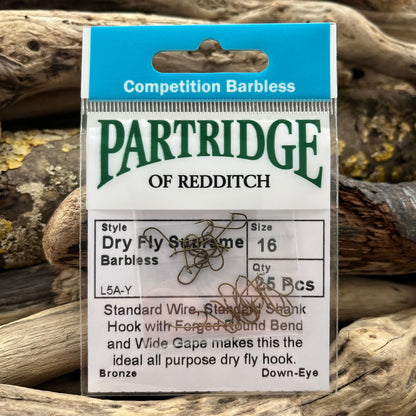 Competition Barbless
PARTRIDGE
OF REDDITCH
Style
Dry Fly Supreme
Barbless
L5A-Y
Size
16
Qty
25 Pcs
Standard Wire, Standard Shank
Hook with Forged Round Bend
and Wide Gape makes this the
ideal all purpose dry fly hook.
Bronze Down-Eye